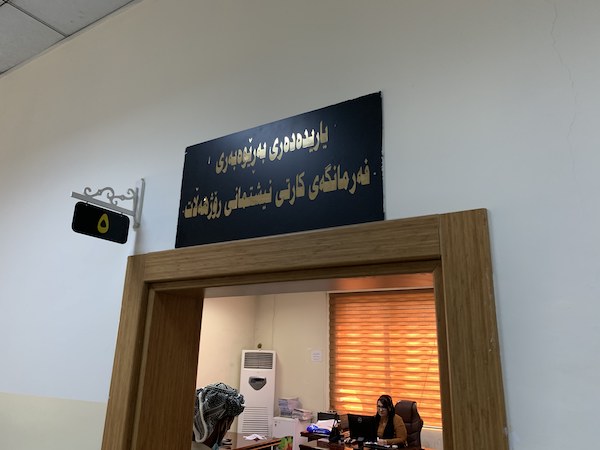 یاریدەدەری بەڕێوەبەری
فەرمانگەی کارتی نیشتمانی ڕۆژهەڵات
٥